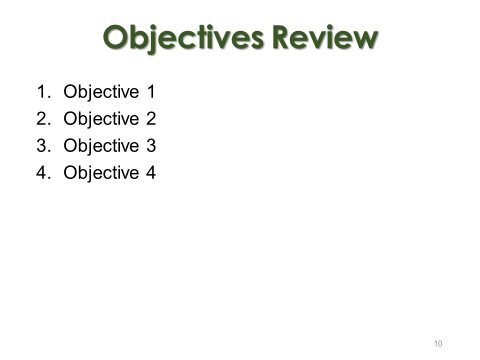 Objectives Review
1. Objective 1
2. Objective 2
3. Objective 3
4. Objective 4
10